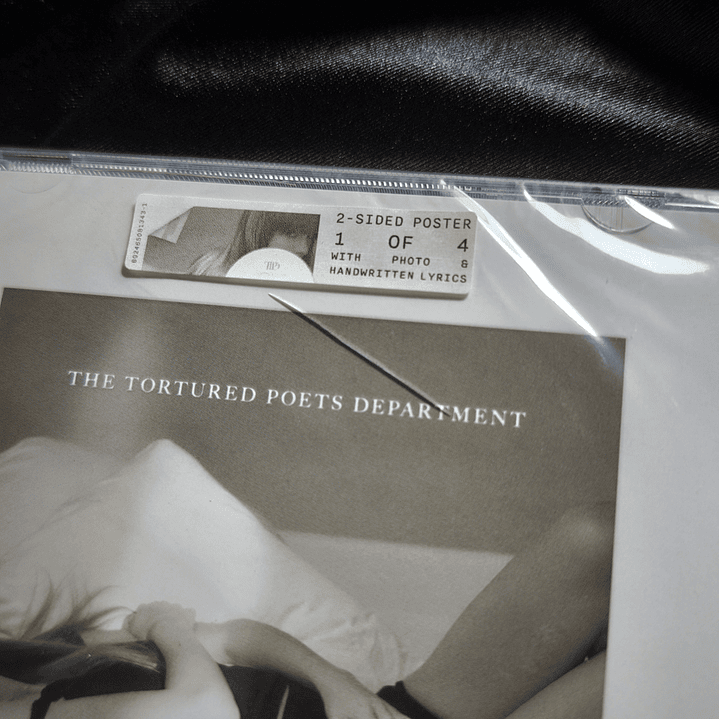 2-SIDED POSTER
1 OF 4
WITH PHOTO &
HANDWRITTEN LYRICS
THE TORTURED POETS DEPARTMENT